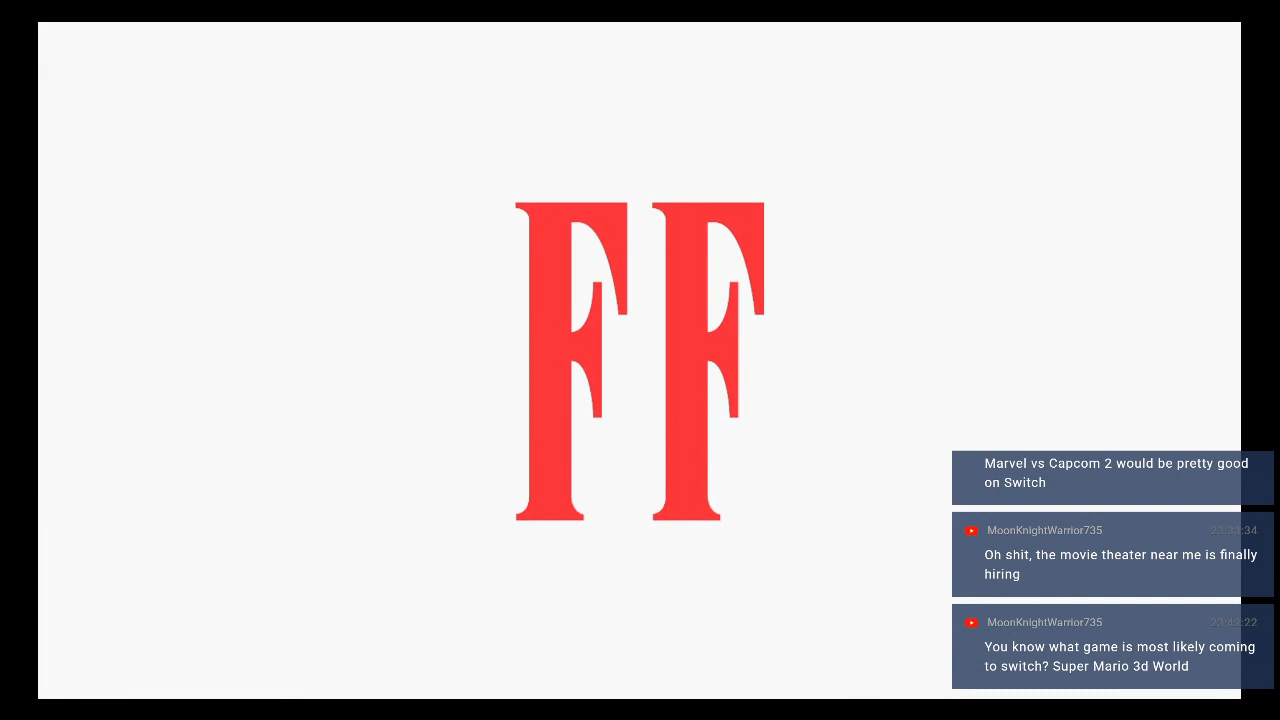 FF
Marvel vs Capcom 2 would be pretty good
on Switch
MoonKnightWarrior735
Oh shit, the movie theater near me is finally
hiring
MoonKnightWarrior735
You know what game is most likely coming
to switch? Super Mario 3d World